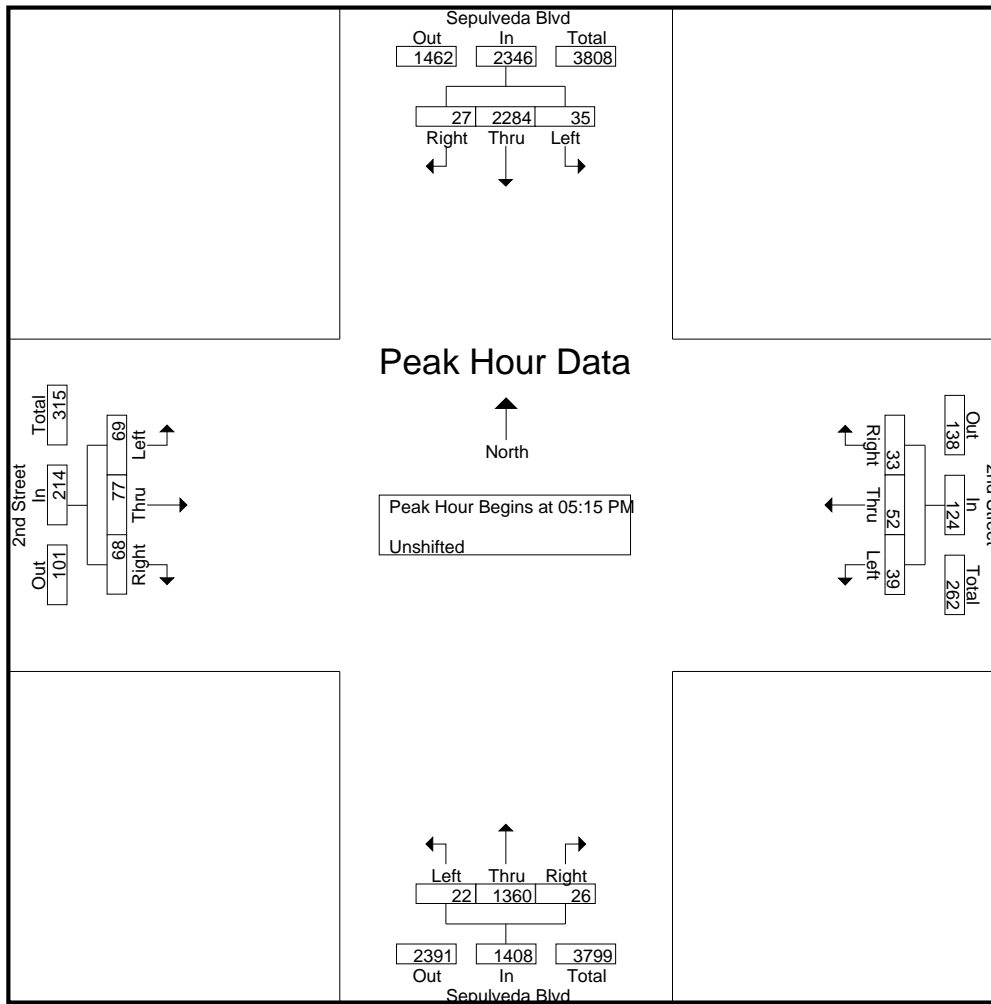 Sepulveda Blvd
Out In Total
1462 2346 3808
27 2284 35
Right Thru Left
Peak Hour Data
North
Peak Hour Begins at 05:15 PM
Unshifted
2nd Street
Total In Out
315 214 101
69 77 68
Left Thru Right
Right Thru Left
33 52 39
Out In Total
138 124 262
2nd Street
Left Thru Right
22 1360 26
2391 1408 3799
Out In Total
Sepulveda Blvd